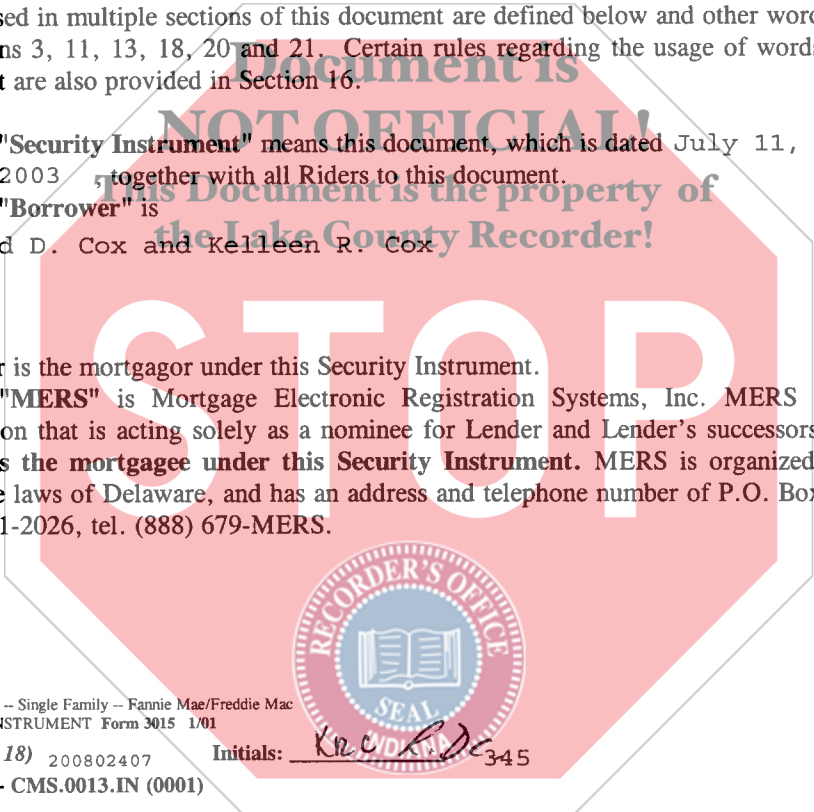 sed in multiple sections of this document are defined below and other word
ns 3, 11, 13, 18, 20 and 21. Certain rules regarding the usage of words
t are also provided in Section 16.
Document is
NOT OFFICIAL!
"Security Instrument" means this document, which is dated July 11,
2003 , together with all Riders to this document.
This Document is the property of
"Borrower" is
the Lake County Recorder!
d D. Cox and Kelleen R. Cox
STOP
r is the mortgagor under this Security Instrument.
"MERS" is Mortgage Electronic Registration Systems, Inc. MERS
on that is acting solely as a nominee for Lender and Lender's successors
s the mortgagee under this Security Instrument. MERS is organized
e laws of Delaware, and has an address and telephone number of P.O. Box
1-2026, tel. (888) 679-MERS.
RECORDER'S OFFICE
SEAL
INDIANA
-- Single Family -- Fannie Mae/Freddie Mac
NSTRUMENT Form 3015 1/01
18) 200802407 Initials: KRC RDC 345
- CMS.0013.IN (0001)